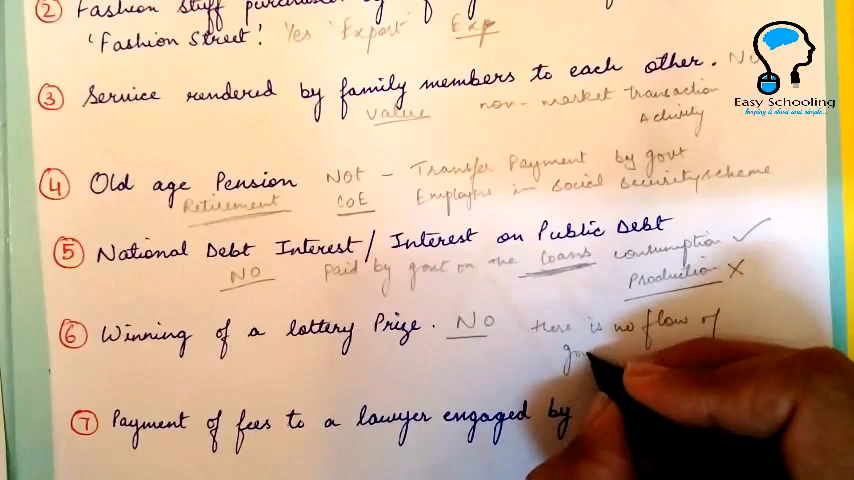 ② Fashion stuff purchased by
'Fashion Street'. Yes 'Export' Exp
③ Service rendered by family members to each other. No
Value non-market Transaction
Activity
④ Old age Pension Not - Transfer Payment by govt
Retirement CoE Employers in social security scheme
⑤ National Debt Interest / Interest on Public Debt
No Paid by govt on the Loans consumption ✓
Production X
⑥ Winning of a lottery Prize. No there is no flow of
goo
⑦ Payment of fees to a lawyer engaged by
Easy Schooling